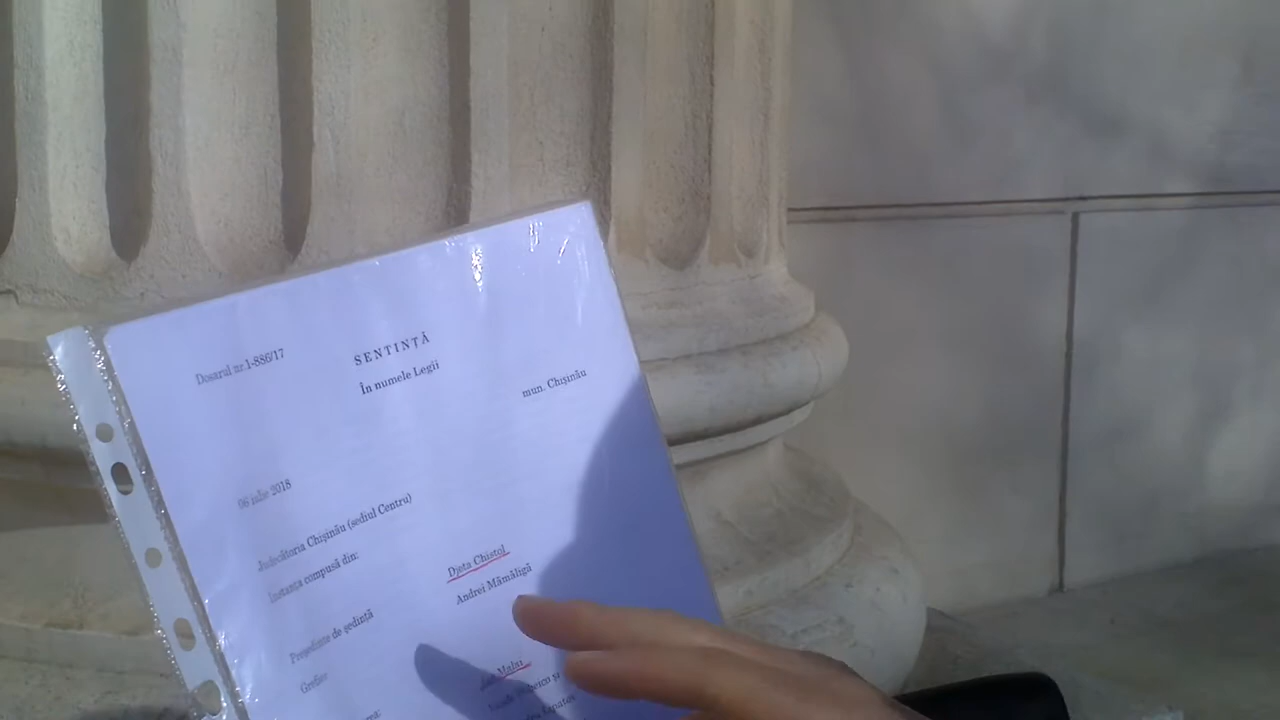 Dosarul nr.1-886/17
SENTINȚĂ
În numele Legii
mun. Chișinău
06 iulie 2018
Judecătoria Chișinău (sediul Centru)
Instanța compusă din:
Președinte de ședință
Djeta Chistol
Grefier
Andrei Mămăligă